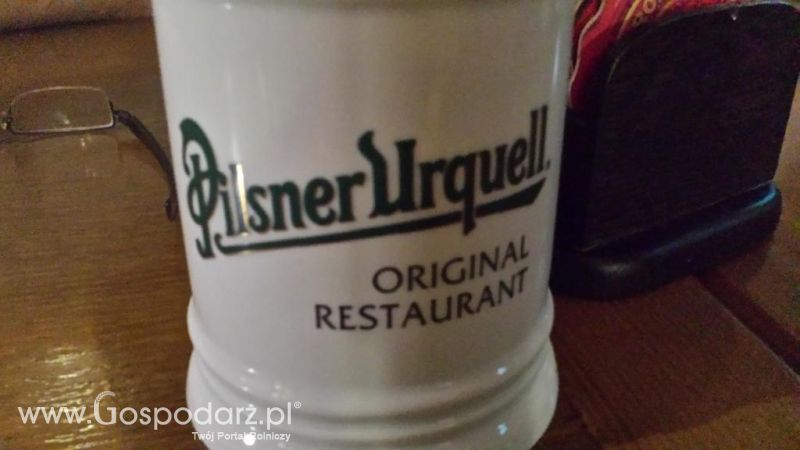 Pilsner Urquell.
ORIGINAL
RESTAURANT
www.Gospodarz.pl®
Twój Portal Rolniczy